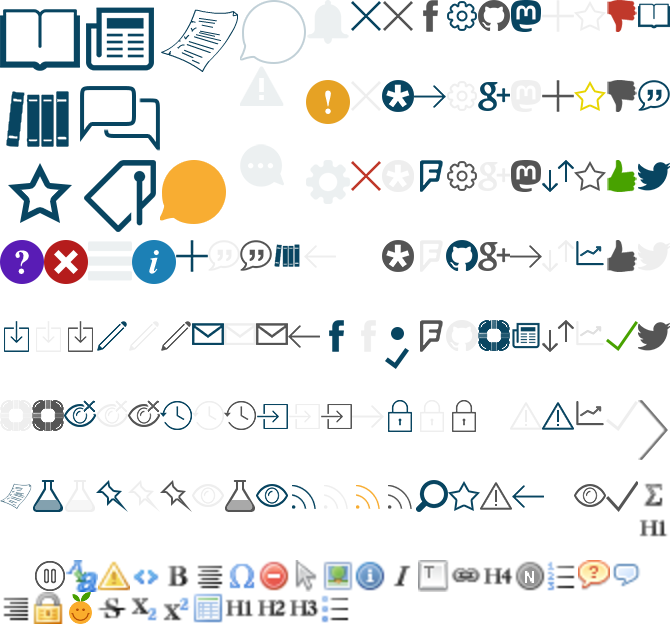 !
g+
g+
? i
g+
Σ
H1
B Ω i I T H4 N ?
S X2 X2 H1 H2 H3